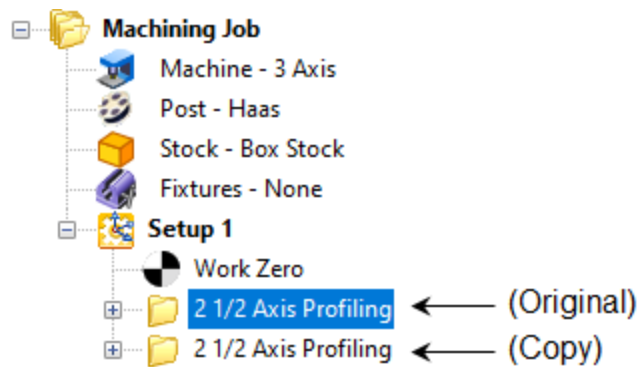 Machining Job
Machine - 3 Axis
Post - Haas
Stock - Box Stock
Fixtures - None
Setup 1
Work Zero
2 1/2 Axis Profiling (Original)
2 1/2 Axis Profiling (Copy)